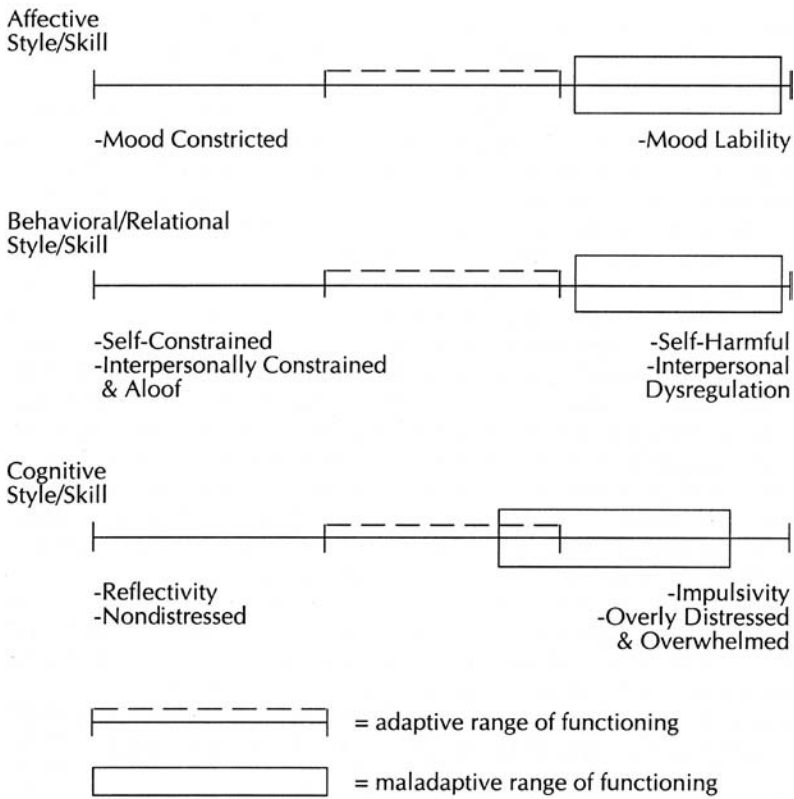 Affective
Style/Skill
-Mood Constricted
-Mood Lability
Behavioral/Relational
Style/Skill
-Self-Constrained
-Interpersonally Constrained
& Aloof
-Self-Harmful
-Interpersonal
Dysregulation
Cognitive
Style/Skill
-Reflectivity
-Nondistressed
-Impulsivity
-Overly Distressed
& Overwhelmed
= adaptive range of functioning
= maladaptive range of functioning